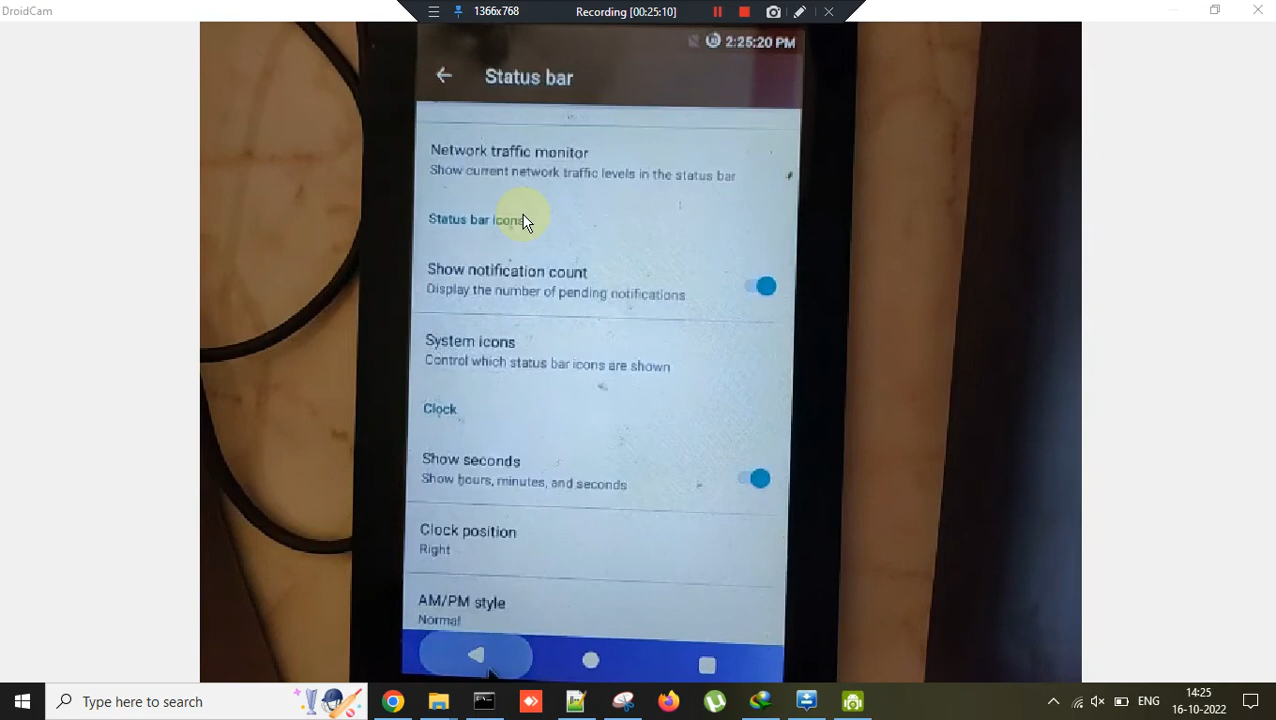 DroidCam
1366x768
Recording [00:25:10]
2:25:20 PM
Status bar
Network traffic monitor
Show current network traffic levels in the status bar
Status bar icons
Show notification count
Display the number of pending notifications
System icons
Control which status bar icons are shown
Clock
Show seconds
Show hours, minutes, and seconds
Clock position
Right
AM/PM style
Normal
Type here to search
ENG
14:25
16-10-2022